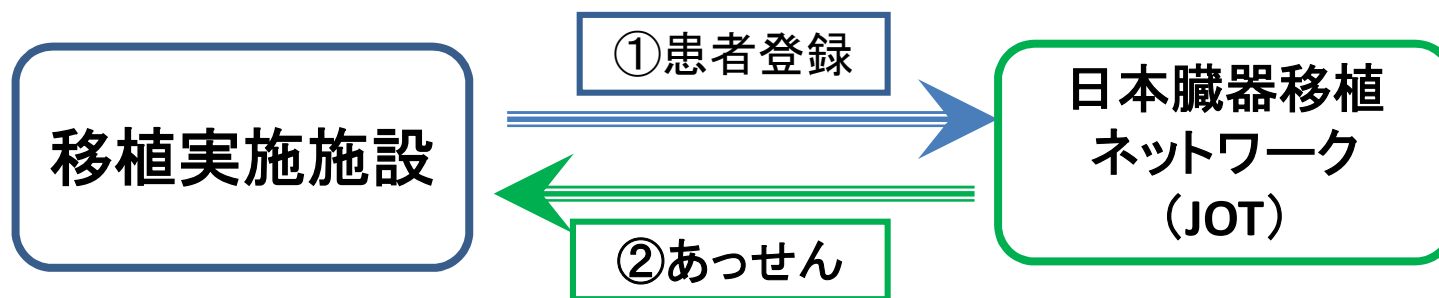 ①患者登録
移植実施施設
日本臓器移植
ネットワーク
（JOT）
②あっせん